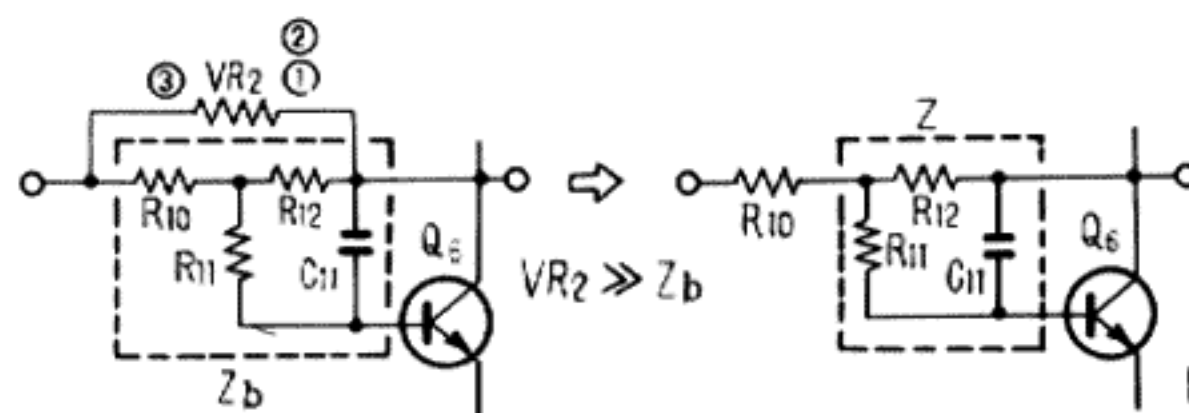 ②
③ VR2 ①
R10
R12
R11
C11
Q6
Zb
VR2 ≫ Zb
Z
R10
R12
R11
C11
Q6